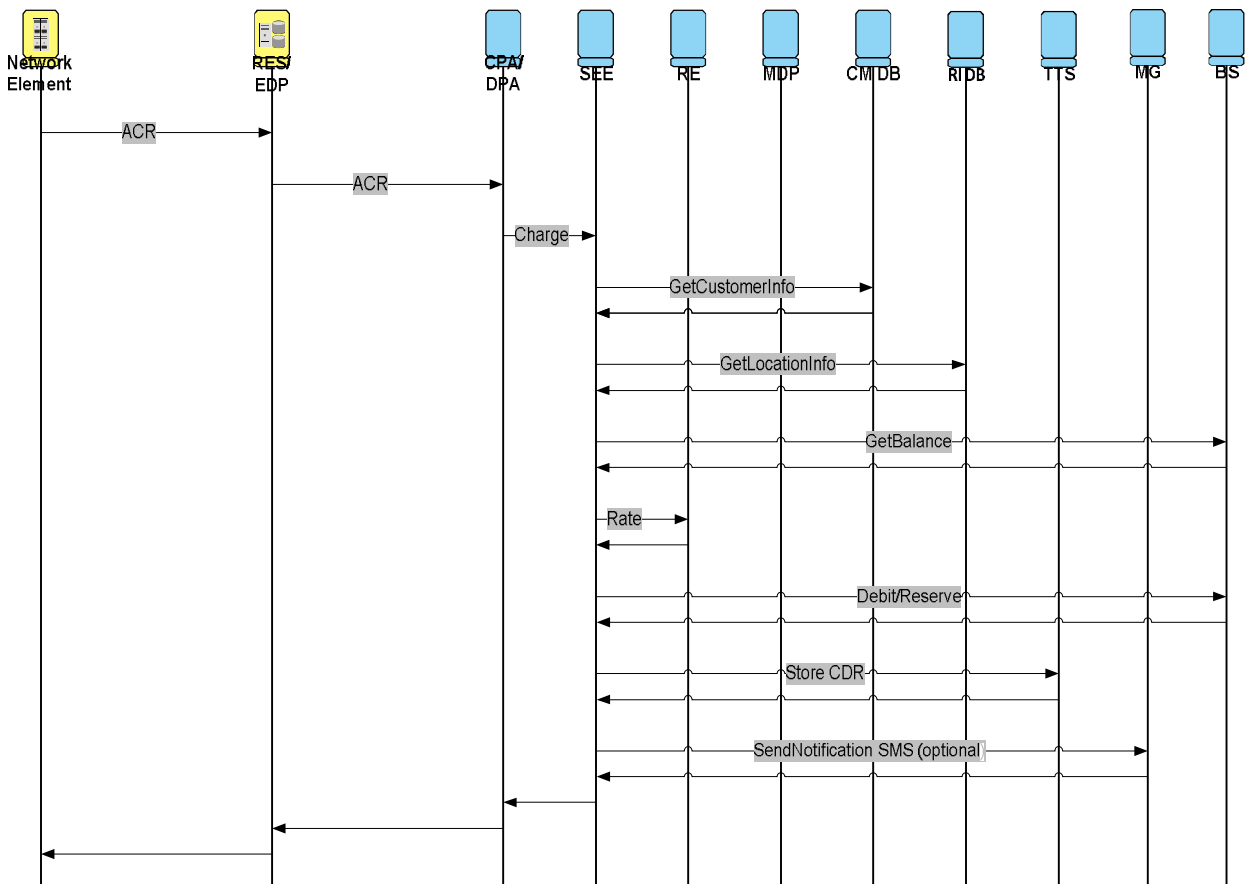 Network
Element
RES/
EDP
CPA/
DPA
SEE
RE
MDP
CMDB
RIDB
TTS
MG
BS
ACR
ACR
Charge
GetCustomerInfo
GetLocationInfo
GetBalance
Rate
Debit/Reserve
Store CDR
SendNotification SMS (optional)